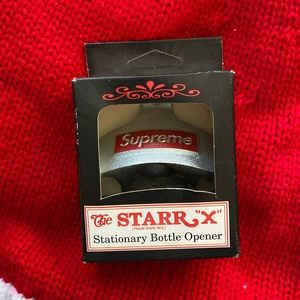 Supreme
The STARR "X"
(TRADE MARK REG.)
Stationary Bottle Opener